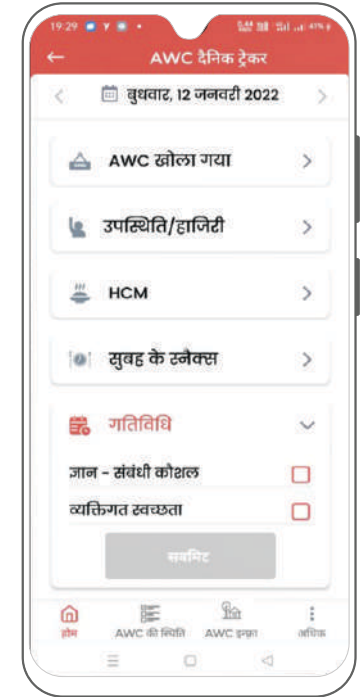 19:29
AWC दैनिक ट्रेकर
बुधवार, 12 जनवरी 2022
AWC खोला गया
उपस्थिति/हाजिरी
HCM
सुबह के स्नैक्स
गतिविधि
ज्ञान - संबंधी कौशल
व्यक्तिगत स्वच्छता
सबमिट
होम AWC की स्थिति AWC इन्फ्रा अधिक